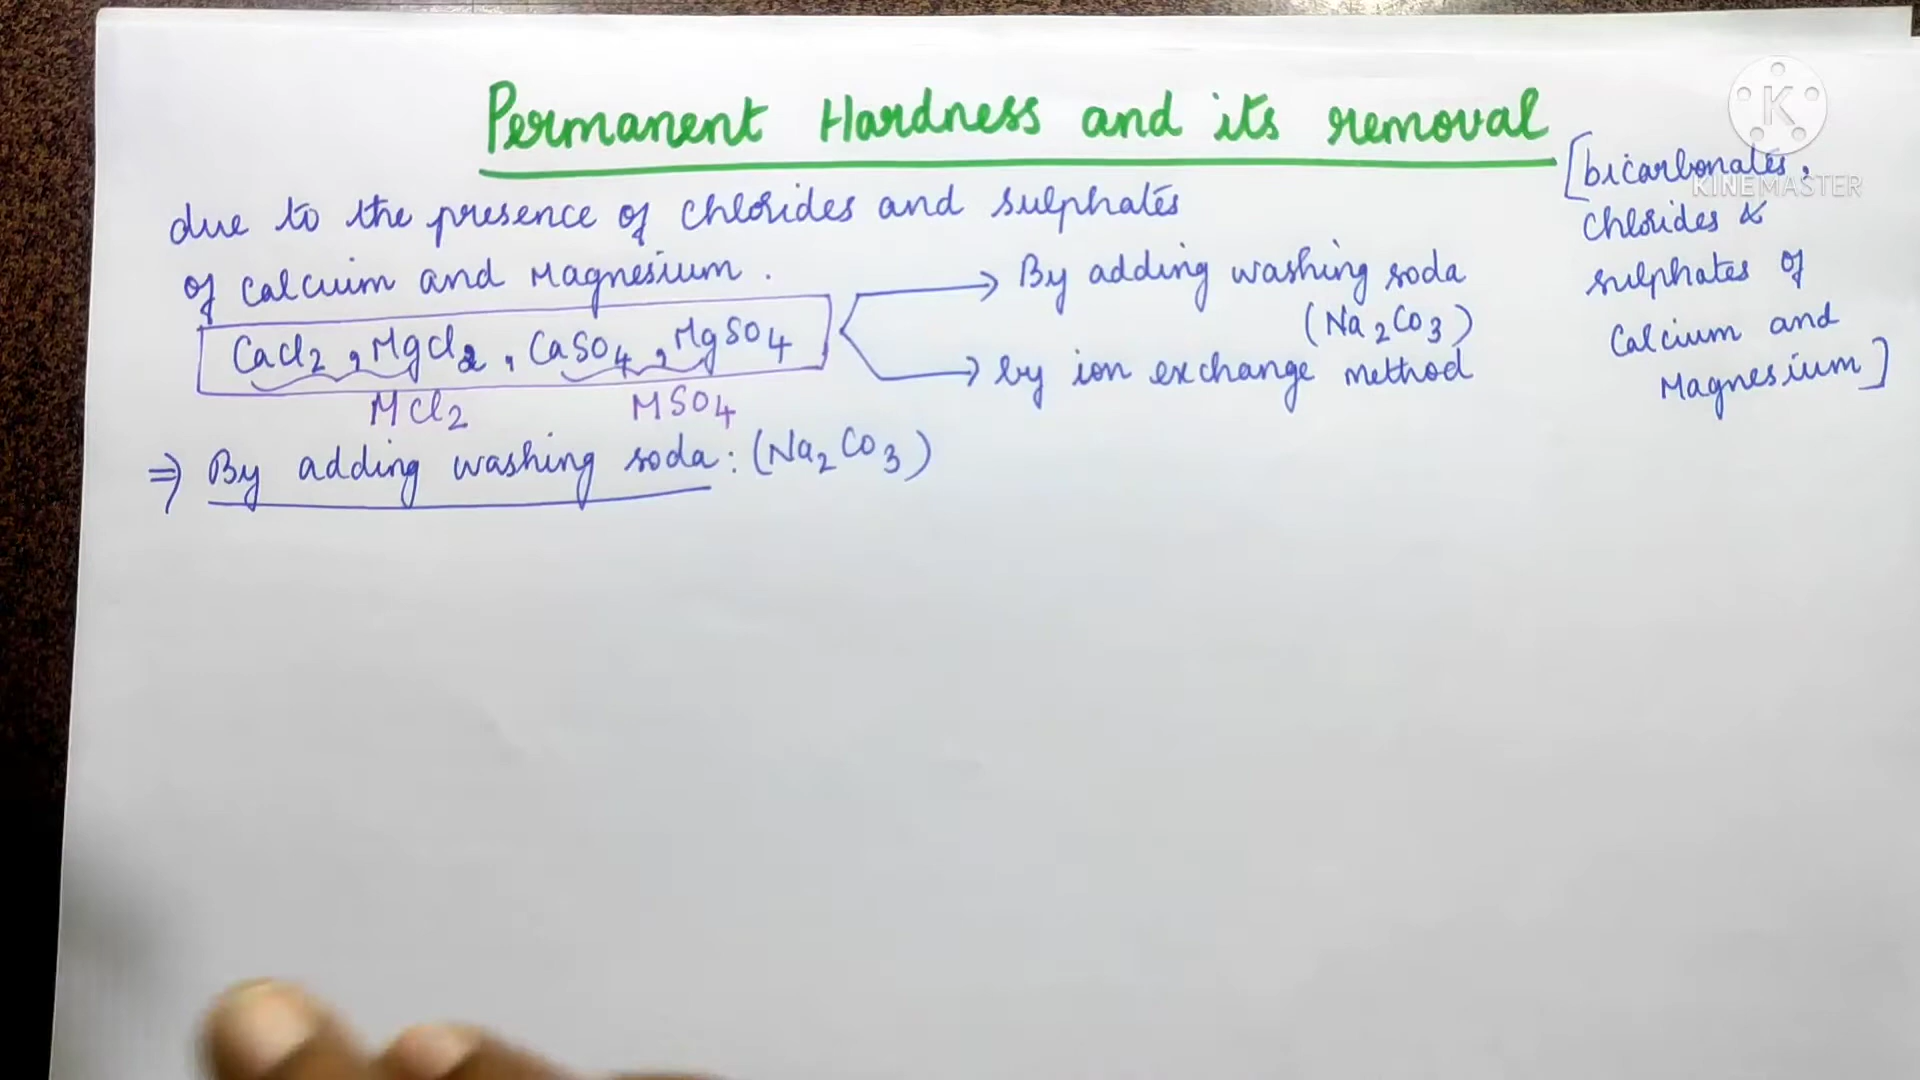 Permanent Hardness and its removal
K
KINEMASTER
[bicarbonates,
chlorides &
sulphates of
Calcium and
Magnesium]
due to the presence of chlorides and sulphates
of calcium and Magnesium.
CaCl2, MgCl2, CaSO4, MgSO4
MCl2 MSO4
→ By adding washing soda
(Na2CO3)
→ by ion exchange method
⇒ By adding washing soda: (Na2CO3)